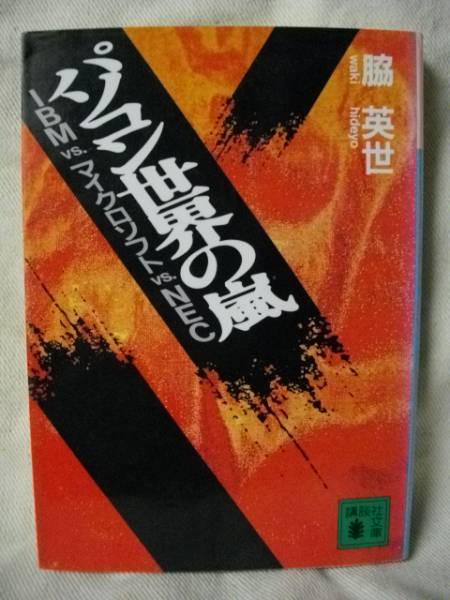 脇 英世
waki hideyo
パソコン世界の嵐
IBM vs. マイクロソフト vs. NEC
講談社文庫